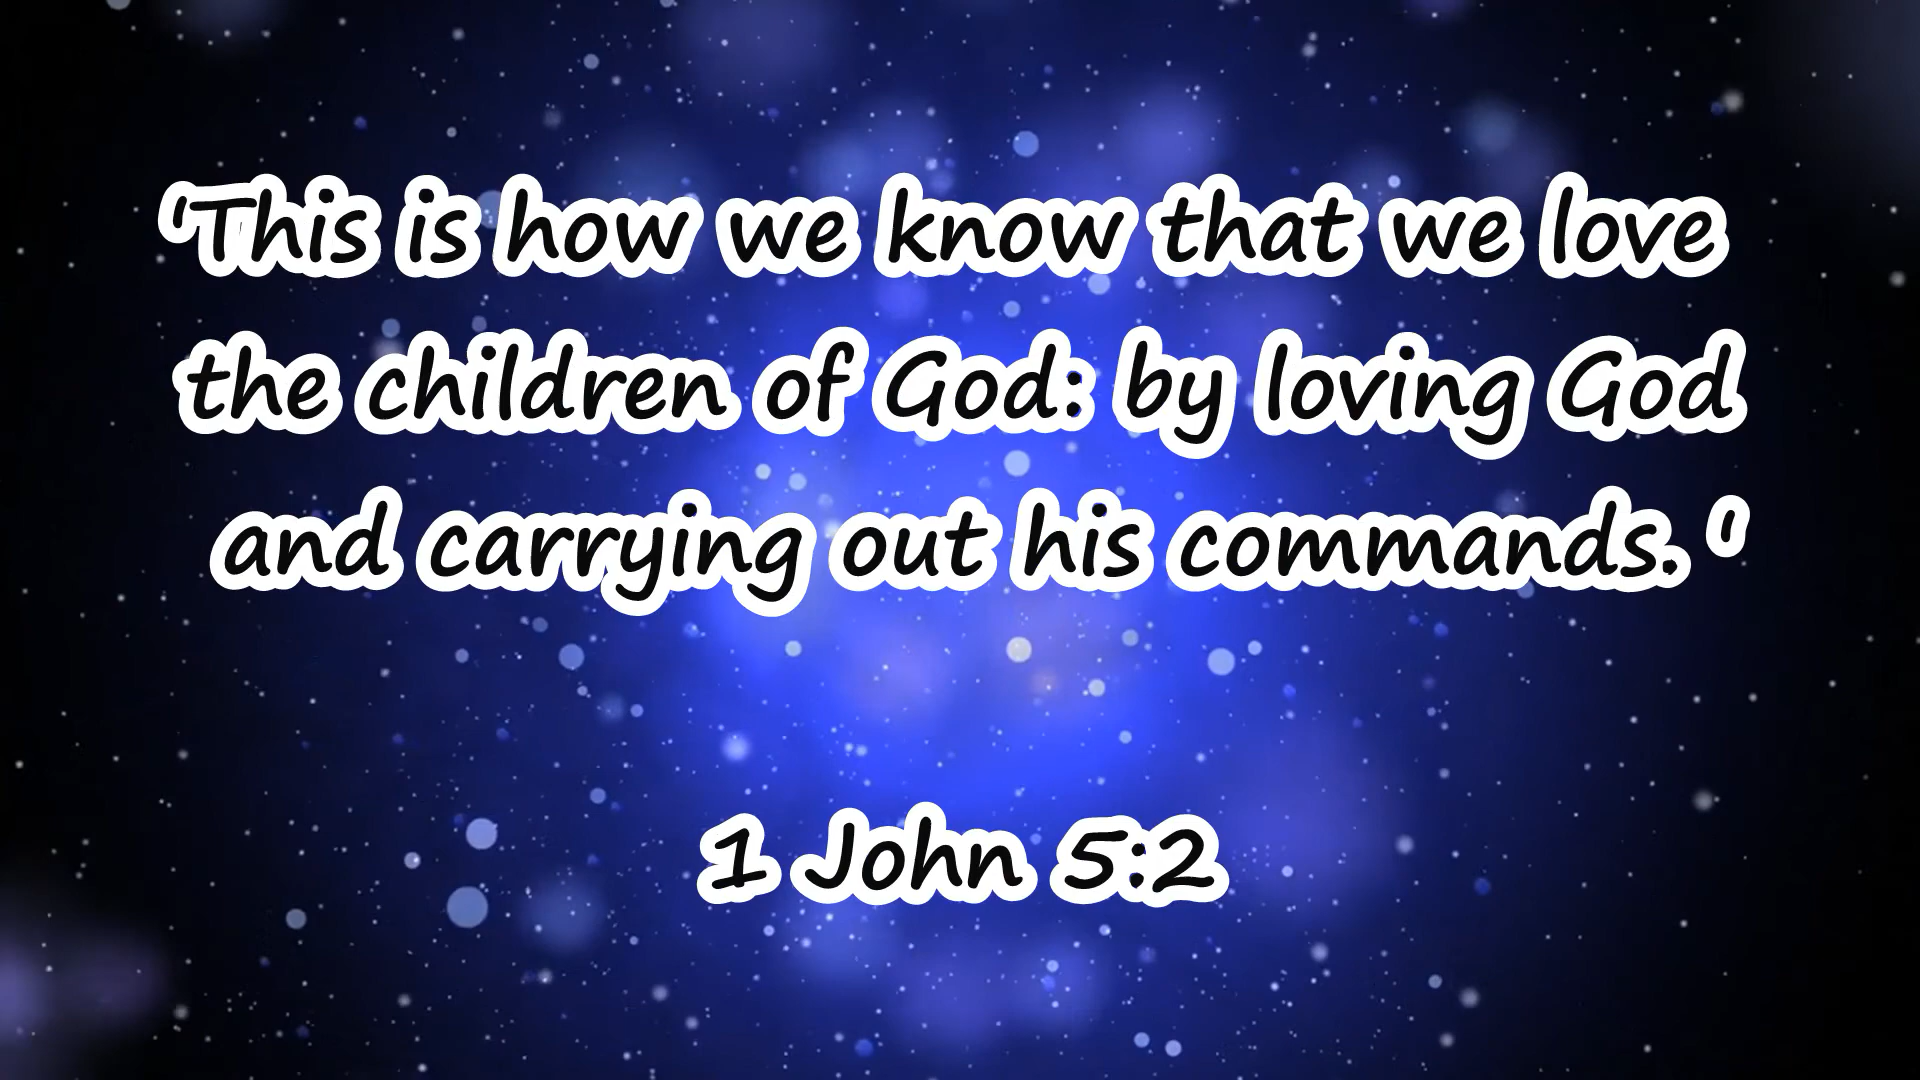 'This is how we know that we love
the children of God: by loving God
and carrying out his commands. '
1 John 5:2